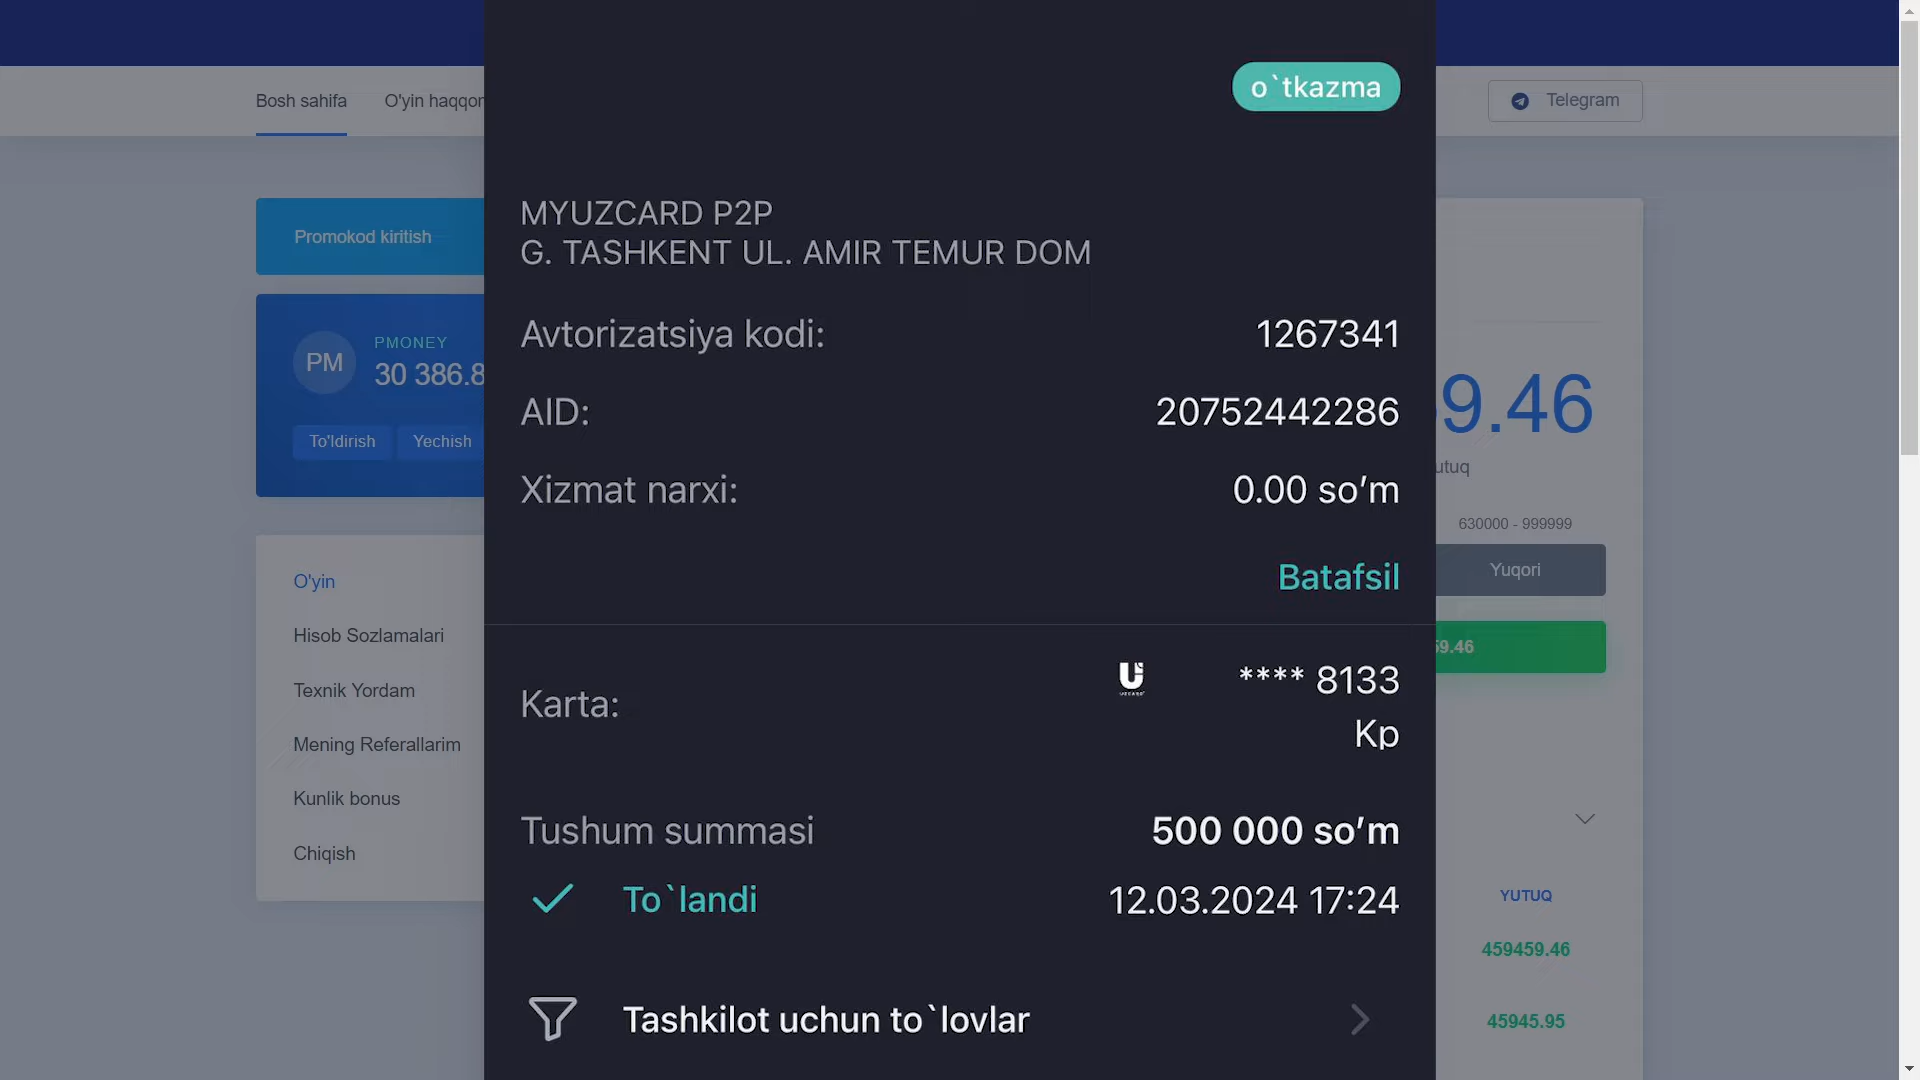 Bosh sahifa
O'yin haqqor
o`tkazma
Telegram
Promokod kiritish
PM
PMONEY
30 386.8
To'ldirish
Yechish
O'yin
Hisob Sozlamalari
Texnik Yordam
Mening Referallarim
Kunlik bonus
Chiqish
MYUZCARD P2P
G. TASHKENT UL. AMIR TEMUR DOM
Avtorizatsiya kodi: 1267341
AID: 20752442286
Xizmat narxi: 0.00 so’m
Batafsil
UZCARD
Karta: **** 8133
Kp
Tushum summasi 500 000 so’m
To`landi 12.03.2024 17:24
Tashkilot uchun to`lovlar
9.46
utuq
630000 - 999999
Yuqori
59.46
YUTUQ
459459.46
45945.95